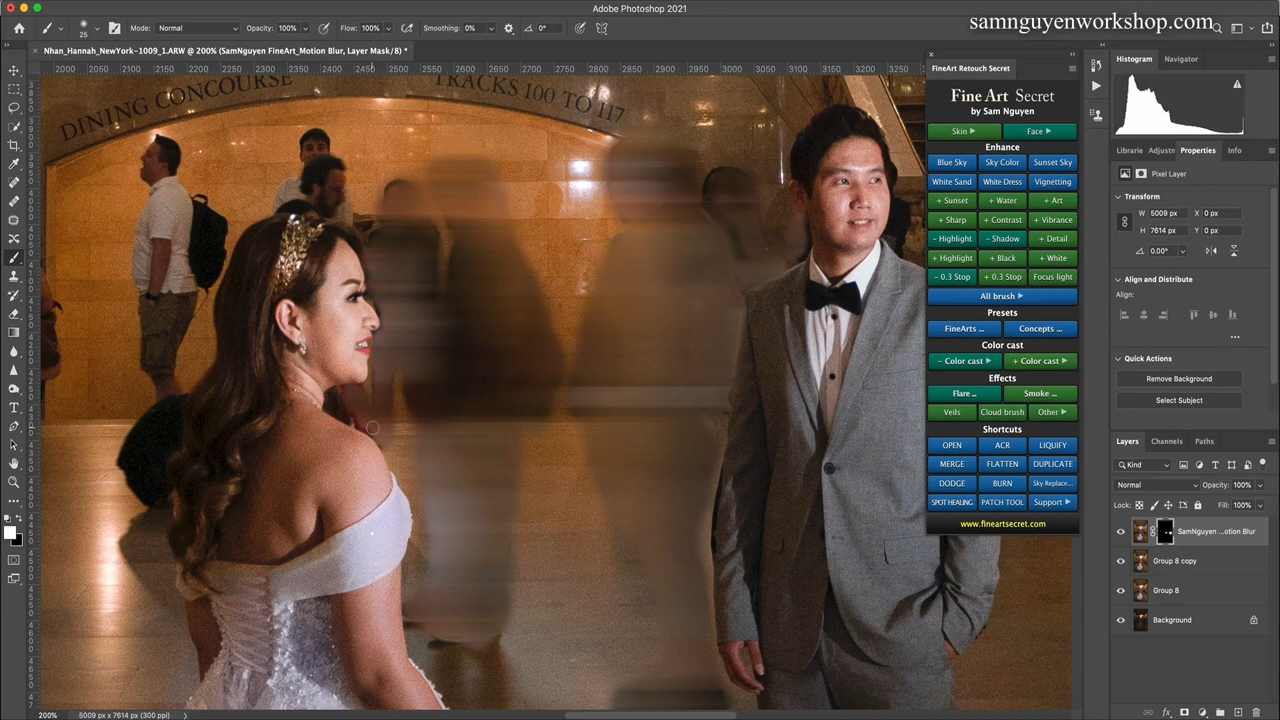 Adobe Photoshop 2021
samnguyenworkshop.com
25
Mode: Normal
Opacity: 100%
Flow: 100%
Smoothing: 0%
0°
Nhan_Hannah_NewYork-1009_1.ARW @ 200% (SamNguyen FineArt_Motion Blur, Layer Mask/8) *
2000 2050 2100 2150 2200 2250 2300 2350 2400 2450 2500 2550 2600 2650 2700 2750 2800 2850 2900 2950 3000 3050 3100 3150 3200 3250
DINING CONCOURSE
TRACKS 100 TO 117
FineArt Retouch Secret
Fine Art Secret
by Sam Nguyen
Skin
Face
Enhance
Blue Sky
Sky Color
Sunset Sky
White Sand
White Dress
Vignetting
+ Sunset
+ Water
+ Art
+ Sharp
+ Contrast
+ Vibrance
- Highlight
- Shadow
+ Detail
+ Highlight
+ Black
+ White
- 0.3 Stop
+ 0.3 Stop
Focus light
All brush
Presets
FineArts ...
Concepts ...
Color cast
- Color cast
+ Color cast
Effects
Flare ...
Smoke ...
Veils
Cloud brush
Other
Shortcuts
OPEN
ACR
LIQUIFY
MERGE
FLATTEN
DUPLICATE
DODGE
BURN
Sky Replace...
SPOT HEALING
PATCH TOOL
Support
www.fineartsecret.com
Histogram
Navigator
Librarie
Adjustm
Properties
Info
Pixel Layer
Transform
W 5009 px
X 0 px
H 7614 px
Y 0 px
0.00°
Align and Distribute
Align:
Quick Actions
Remove Background
Select Subject
Layers
Channels
Paths
Kind
Normal
Opacity: 100%
Lock:
Fill: 100%
SamNguyen ...otion Blur
Group 8 copy
Group 8
Background
200%
5009 px x 7614 px (300 ppi)